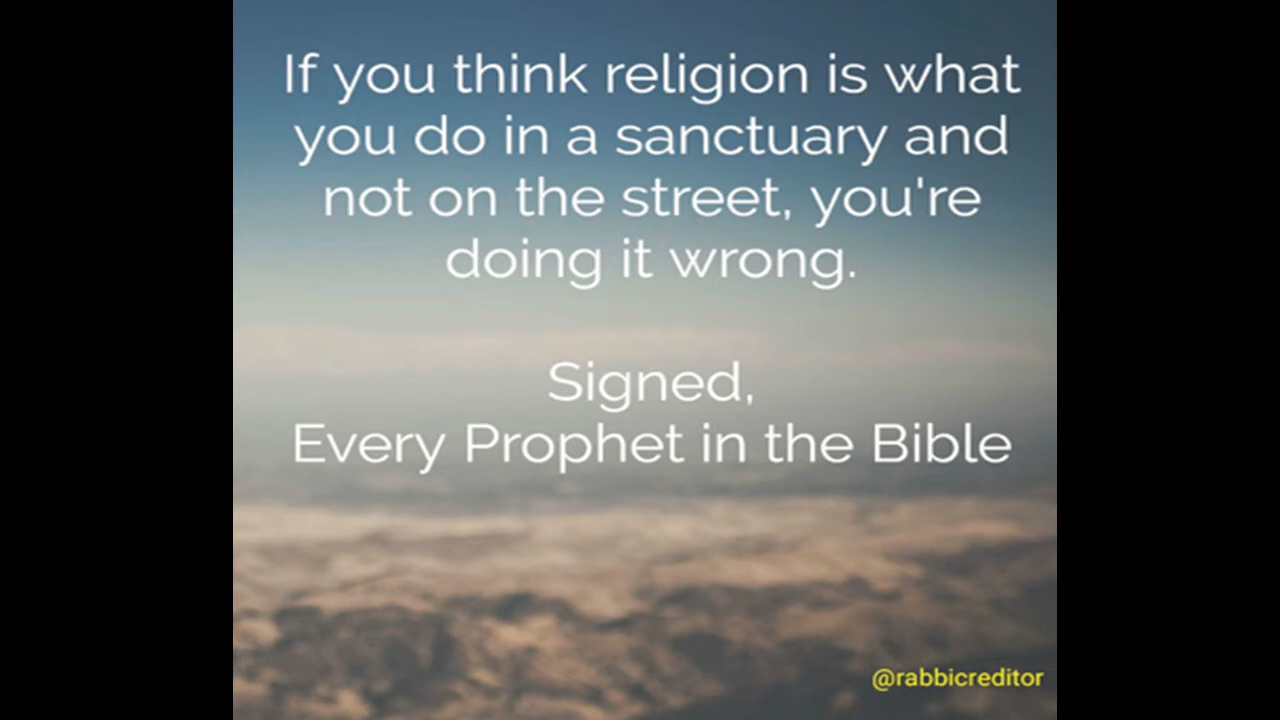 If you think religion is what
you do in a sanctuary and
not on the street, you're
doing it wrong.
Signed,
Every Prophet in the Bible
@rabbicreditor